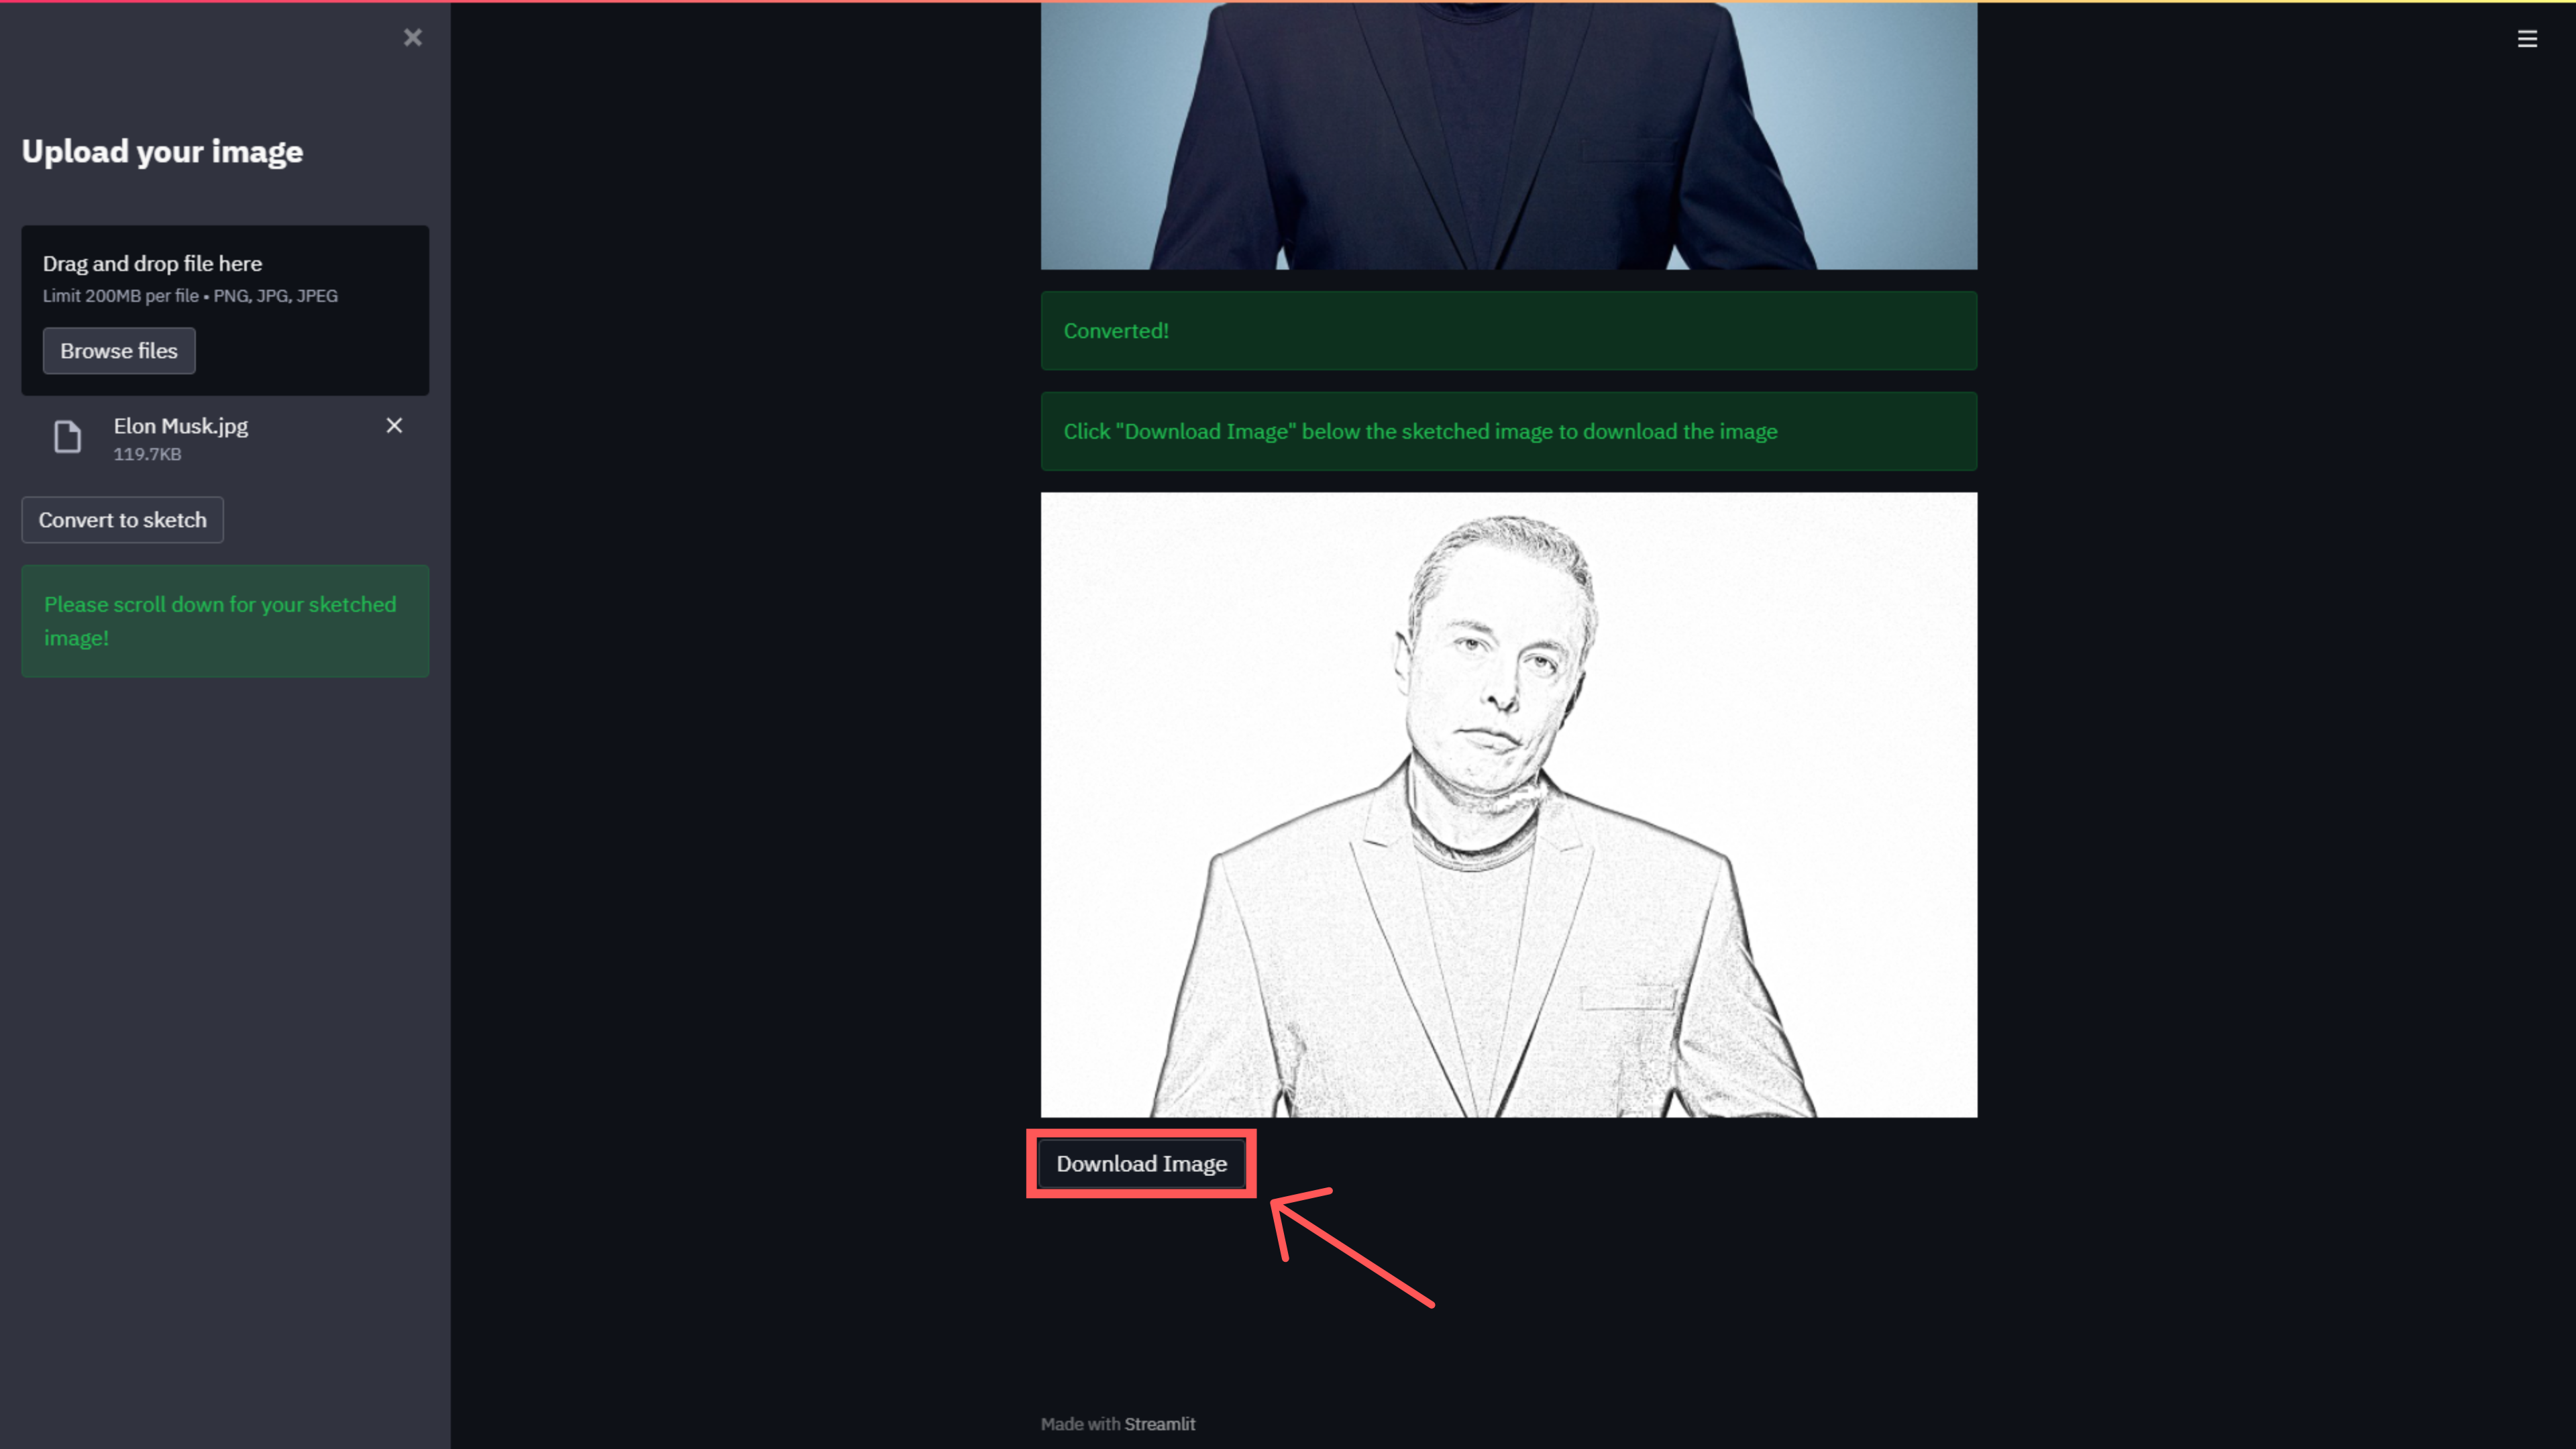 Upload your image
Drag and drop file here
Limit 200MB per file • PNG, JPG, JPEG
Browse files
Elon Musk.jpg
119.7KB
Convert to sketch
Please scroll down for your sketched
image!
Converted!
Click "Download Image" below the sketched image to download the image
Download Image
Made with Streamlit